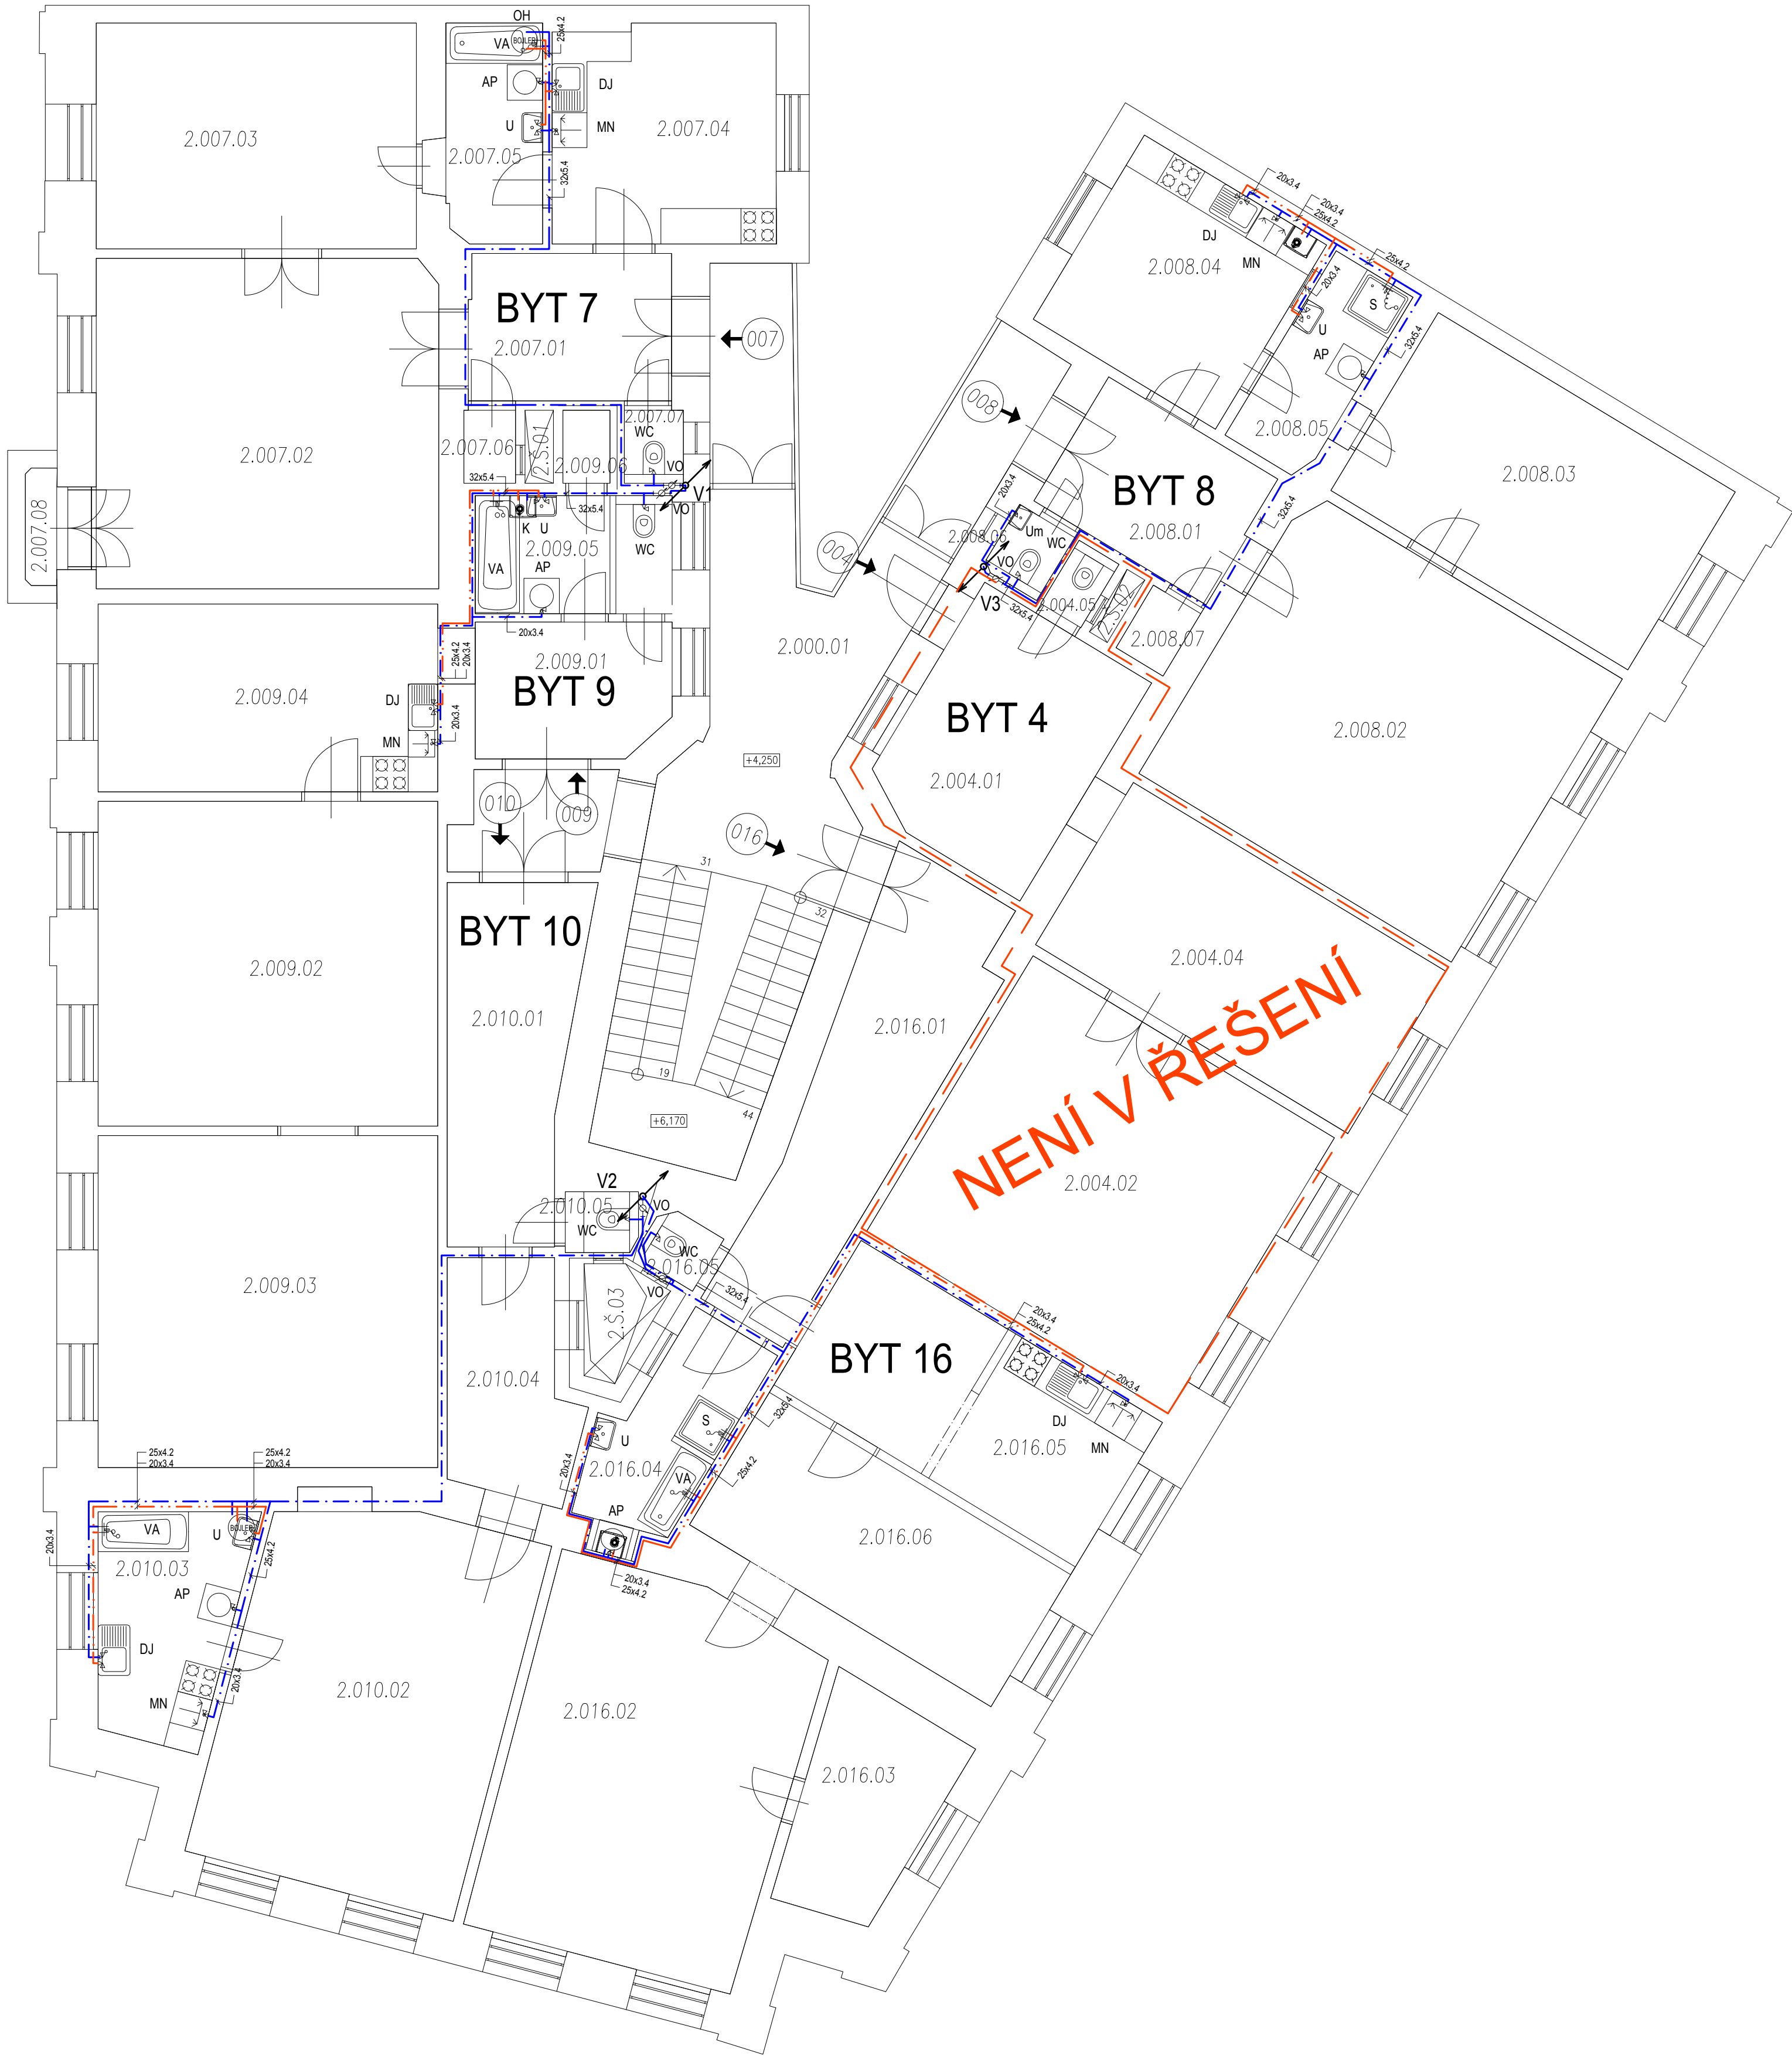 OH
25x4.2
VA
BOJLER
AP
DJ
U
MN
2.007.03
2.007.04
2.007.05
32x5.4
BYT 7
2.007.01
007
2.007.02
2.007.06
2.Š.01
2.009.06
2.007.07
WC
VO
V1
VO
32x5.4
32x5.4
K
U
2.009.05
VA
AP
WC
2.007.08
20x3.4
2.009.01
BYT 9
25x4.2
20x3.4
20x3.4
2.009.04
DJ
MN
2.000.01
+4,250
010
009
016
31
32
19
44
+6,170
BYT 10
2.010.01
2.009.02
2.009.03
V2
2.010.05
VO
WC
WC
2.016.05
VO
32x5.4
2.Š.03
2.010.04
25x4.2
20x3.4
25x4.2
20x3.4
20x3.4
VA
U
BOJLER
25x4.2
2.010.03
AP
DJ
MN
20x3.4
2.010.02
20x3.4
20x3.4
25x4.2
25x4.2
DJ
MN
2.008.04
20x3.4
S
U
AP
32x5.4
2.008.05
2.008.03
008
BYT 8
2.008.01
32x5.4
20x3.4
Um
2.008.06
VO
WC
004
V3
32x5.4
2.004.05
2.Š.02
2.008.07
BYT 4
2.004.01
2.008.02
2.004.04
NENÍ V ŘEŠENÍ
2.004.02
2.016.01
BYT 16
20x3.4
25x4.2
20x3.4
DJ
MN
2.016.05
32x5.4
S
U
25x4.2
20x3.4
2.016.04
VA
AP
20x3.4
25x4.2
2.016.06
2.016.02
2.016.03